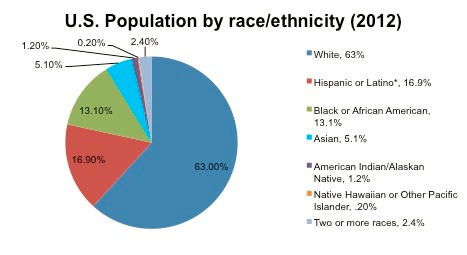 U.S. Population by race/ethnicity (2012)
1.20%
0.20%
2.40%
5.10%
13.10%
16.90%
63.00%
White, 63%
Hispanic or Latino*, 16.9%
Black or African American,
13.1%
Asian, 5.1%
American Indian/Alaskan
Native, 1.2%
Native Hawaiian or Other Pacific
Islander, .20%
Two or more races, 2.4%